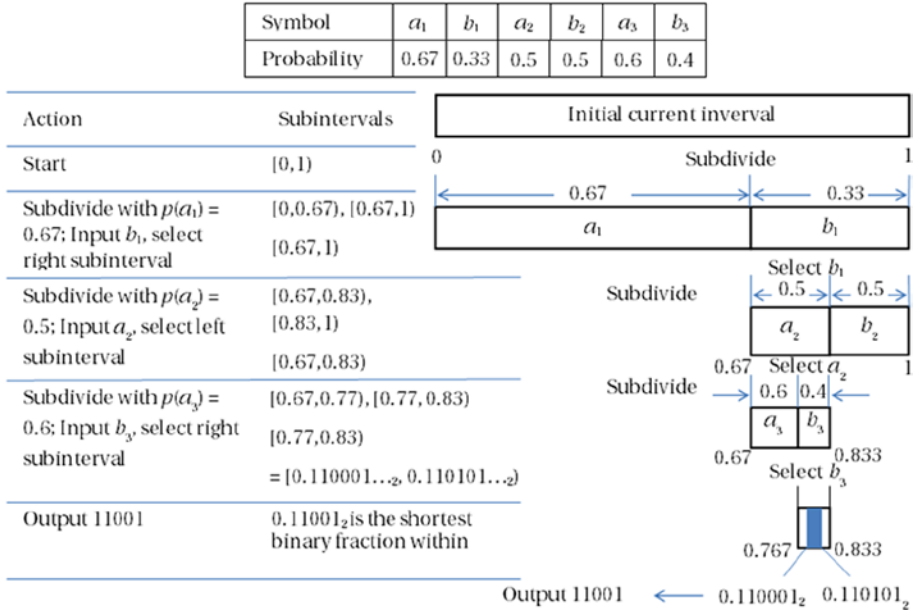 Symbol a₁ b₁ a₂ b₂ a₃ b₃
Probability 0.67 0.33 0.5 0.5 0.6 0.4
Action Subintervals
Start [0,1)
Subdivide with p(a₁) = [0,0.67), [0.67,1)
0.67; Input b₁, select
right subinterval [0.67,1)
Subdivide with p(a₂) = [0.67,0.83),
0.5; Input a₂, select left [0.83,1)
subinterval [0.67,0.83)
Subdivide with p(a₃) = [0.67,0.77), [0.77, 0.83)
0.6; Input b₃, select right [0.77,0.83)
subinterval
= [0.110001...₂, 0.110101...₂)
Output 11001 0.11001₂ is the shortest
binary fraction within
Initial current inverval
0 Subdivide 1
0.67 0.33
a₁ b₁
Select b₁
Subdivide 0.5 0.5
a₂ b₂
0.67 Select a₂ 1
Subdivide 0.6 0.4
a₃ b₃
0.67 0.833
Select b₃
0.767 0.833
Output 11001 0.110001₂ 0.110101₂